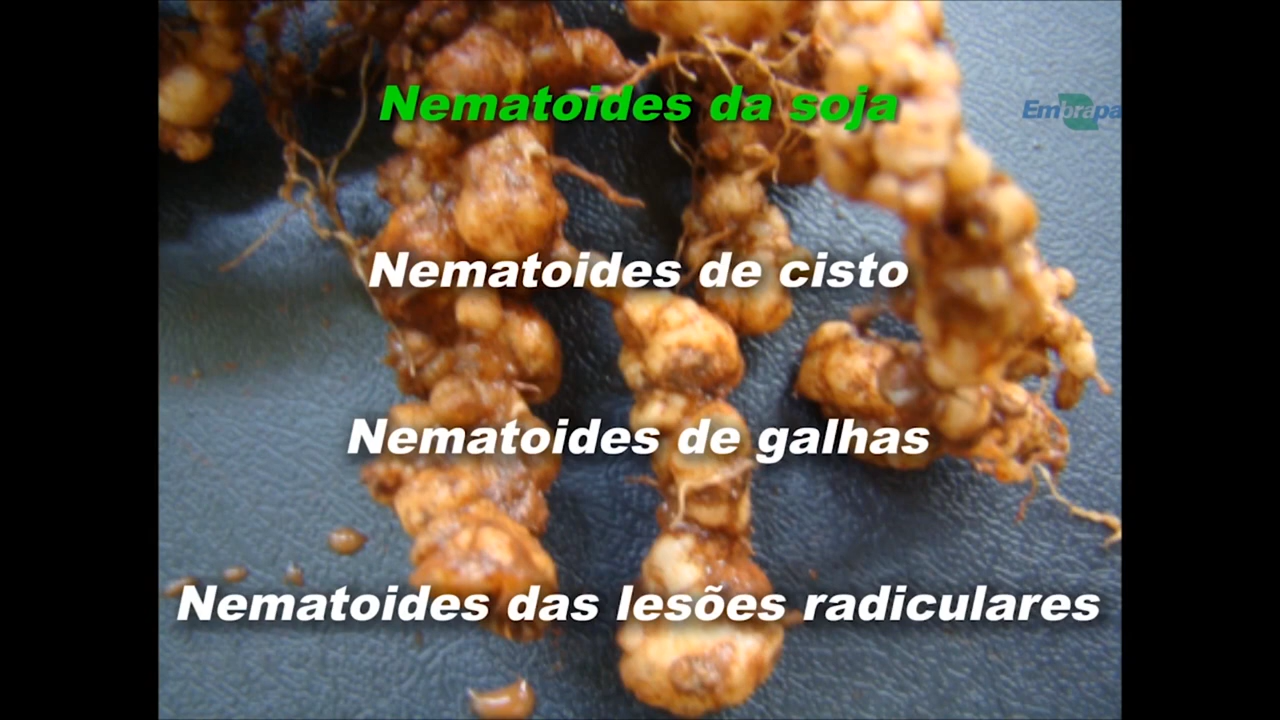 Nematoides da soja
Embrapa
Nematoides de cisto
Nematoides de galhas
Nematoides das lesões radiculares